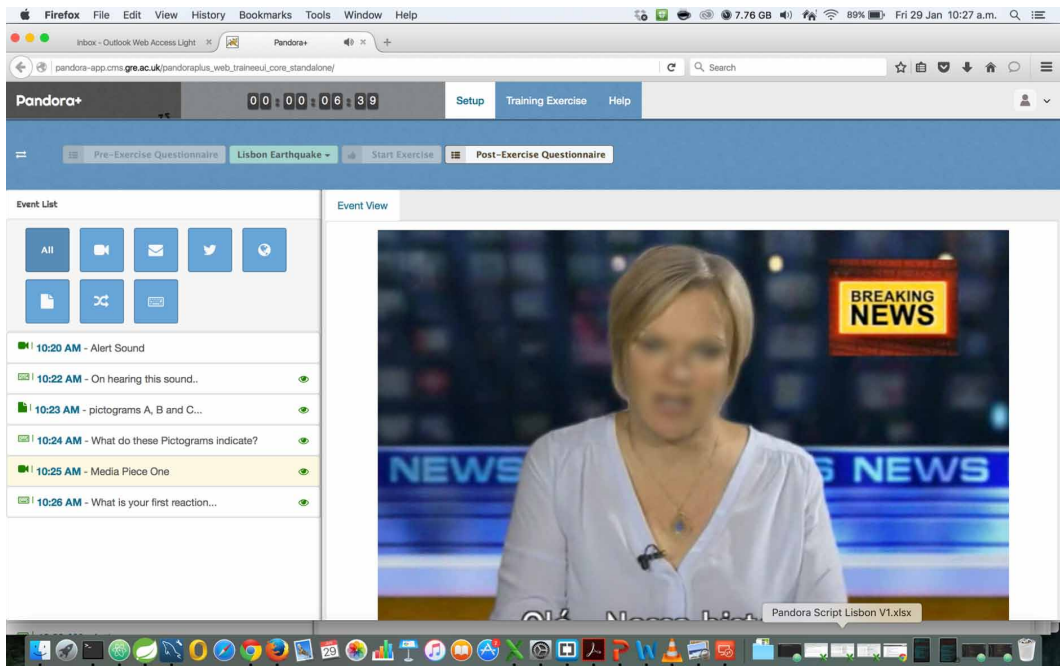 Firefox File Edit View History Bookmarks Tools Window Help 7.76 GB 89% Fri 29 Jan 10:27 a.m.
Inbox - Outlook Web Access Light Pandora+
pandora-app.cms.gre.ac.uk/pandoraplus_web_traineeui_core_standalone/ Search
Pandora+ 00:00:06:39 Setup Training Exercise Help
Pre-Exercise Questionnaire Lisbon Earthquake Start Exercise Post-Exercise Questionnaire
Event List Event View
All
BREAKING
NEWS
10:20 AM - Alert Sound
10:22 AM - On hearing this sound..
10:23 AM - pictograms A, B and C...
10:24 AM - What do these Pictograms indicate?
10:25 AM - Media Piece One
10:26 AM - What is your first reaction...
NEWS NEWS
Pandora Script Lisbon V1.xlsx